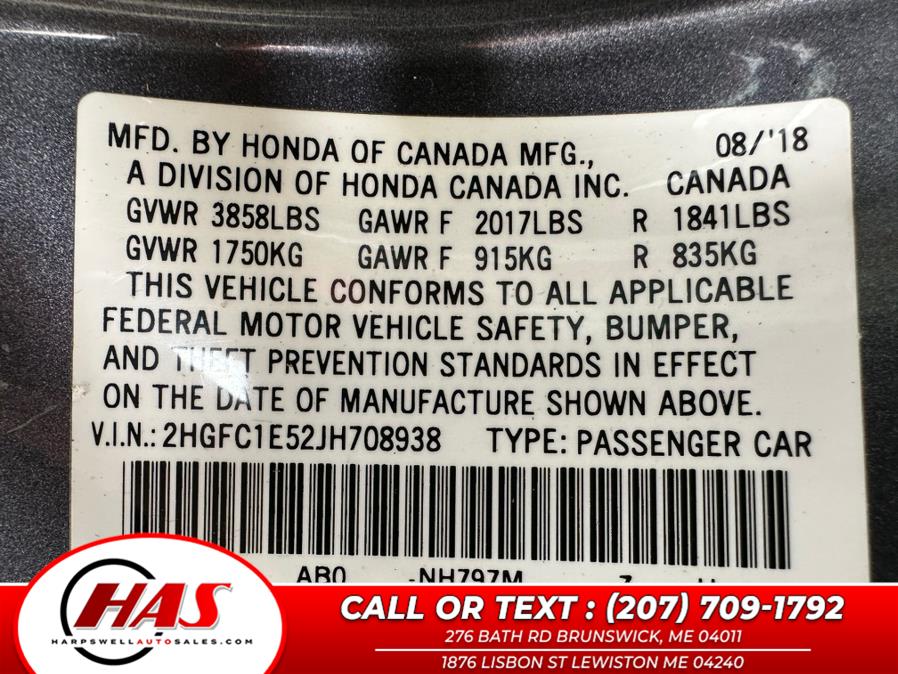 MFD. BY HONDA OF CANADA MFG., 08/'18
A DIVISION OF HONDA CANADA INC. CANADA
GVWR 3858LBS GAWR F 2017LBS R 1841LBS
GVWR 1750KG GAWR F 915KG R 835KG
THIS VEHICLE CONFORMS TO ALL APPLICABLE
FEDERAL MOTOR VEHICLE SAFETY, BUMPER,
AND THEFT PREVENTION STANDARDS IN EFFECT
ON THE DATE OF MANUFACTURE SHOWN ABOVE.
V.I.N.: 2HGFC1E52JH708938 TYPE: PASSENGER CAR
NH797M
HAS
HARPSWELLAUTOSALES.COM
CALL OR TEXT : (207) 709-1792
276 BATH RD BRUNSWICK, ME 04011
1876 LISBON ST LEWISTON ME 04240